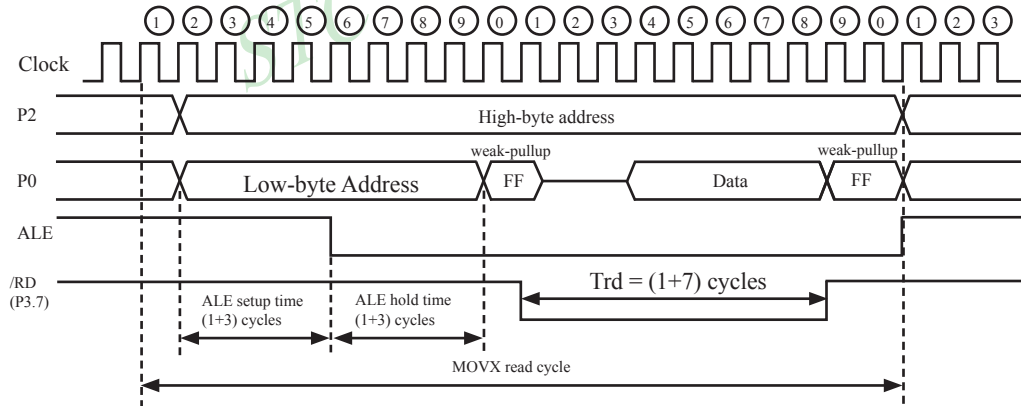 1 2 3 4 5 6 7 8 9 0 1 2 3 4 5 6 7 8 9 0 1 2 3
Clock
P2
High-byte address
weak-pullup
weak-pullup
P0
Low-byte Address
FF
Data
FF
ALE
/RD
(P3.7)
Trd = (1+7) cycles
ALE setup time
(1+3) cycles
ALE hold time
(1+3) cycles
MOVX read cycle